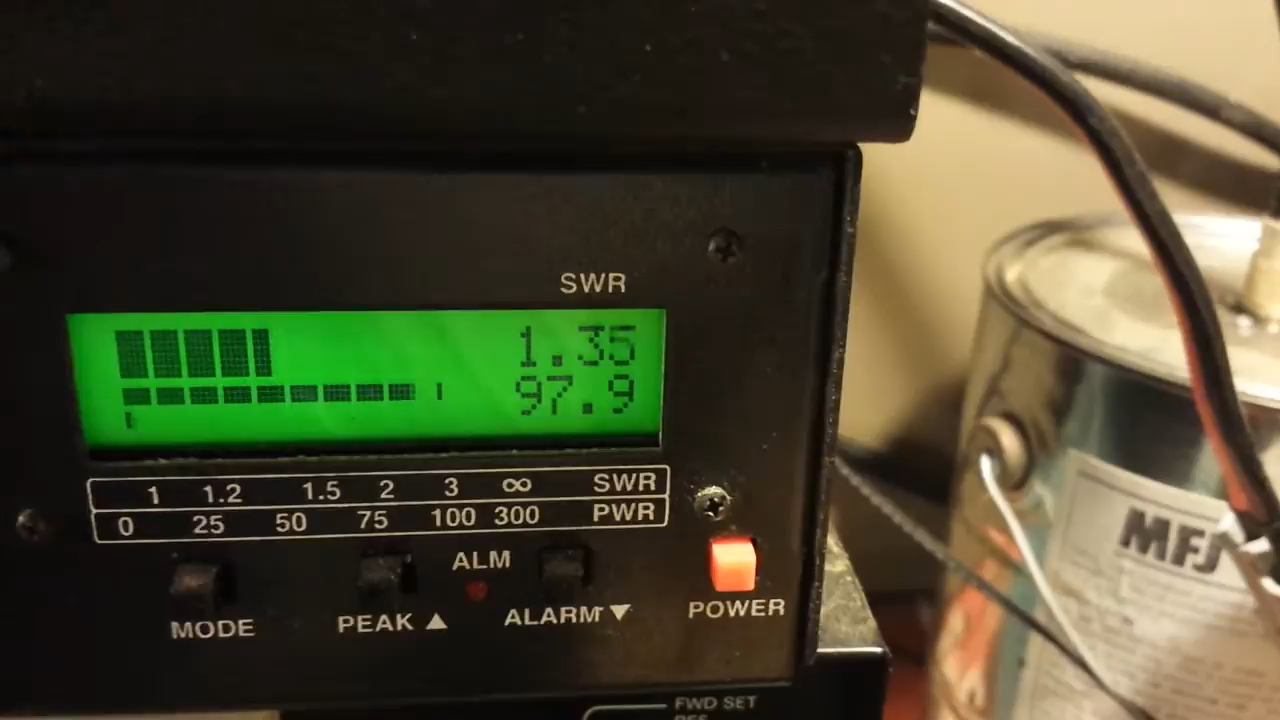 SWR
1.35
97.9
1 1.2 1.5 2 3 ∞ SWR
0 25 50 75 100 300 PWR
ALM
MODE PEAK ▲ ALARM ▼ POWER
FWD SET
MFJ